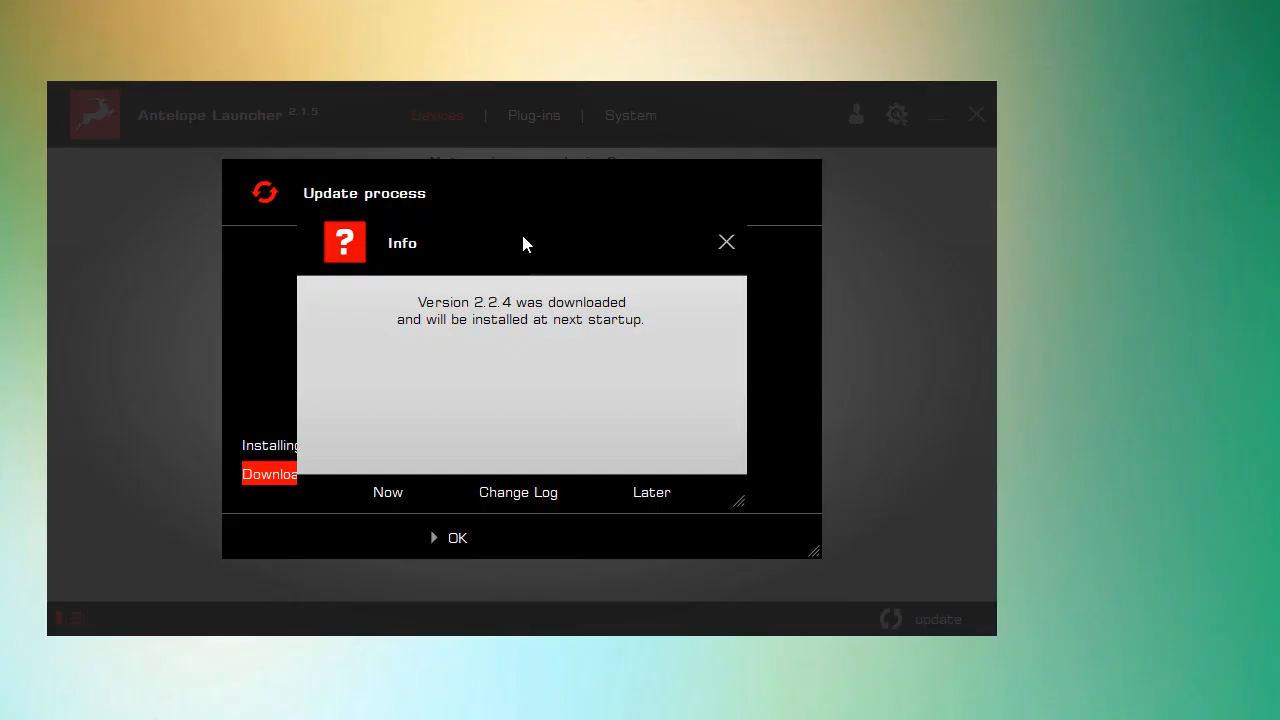 Antelope Launcher 2.1.5
Devices | Plug-ins | System
Update process
? Info
Version 2.2.4 was downloaded
and will be installed at next startup.
Installing
Downloa
Now Change Log Later
OK
update